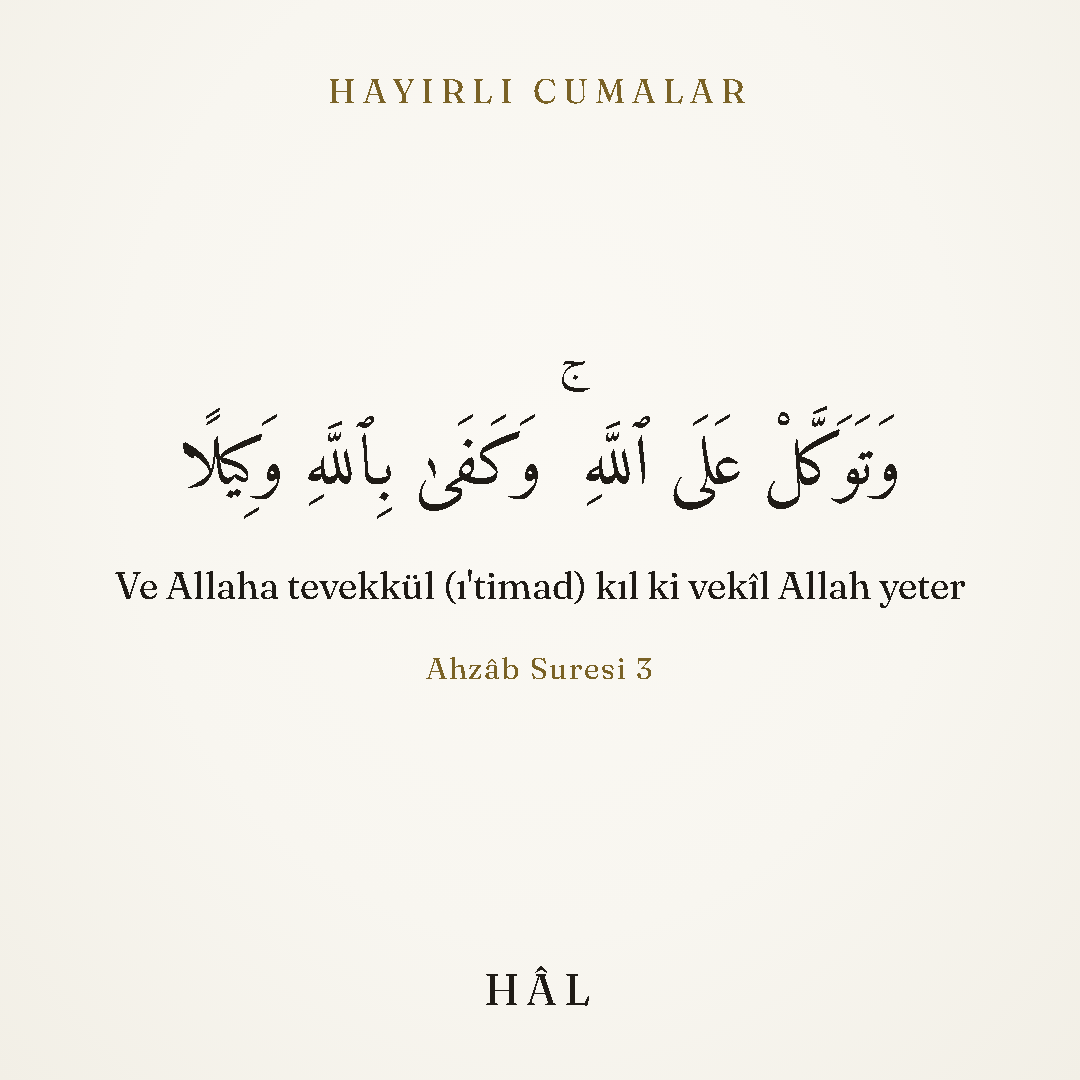 HAYIRLI CUMALAR
وَتَوَكَّلْ عَلَى ٱللَّهِ ۚ وَكَفَىٰ بِٱللَّهِ وَكِيلًا
Ve Allaha tevekkül (ı'timad) kıl ki vekîl Allah yeter
Ahzâb Suresi 3
HÂL